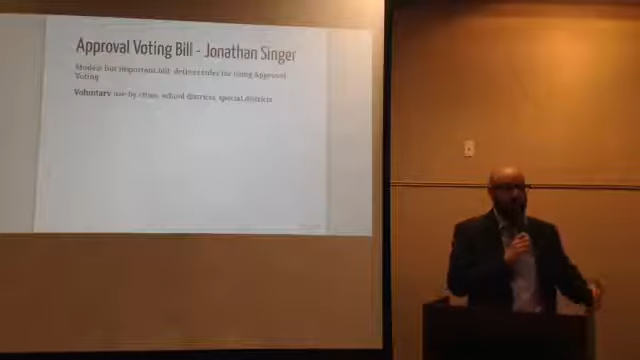 Approval Voting Bill - Jonathan Singer
Modest but important bill: delivers rules for using Approval
Voting
Voluntary use by cities, school districts, special districts